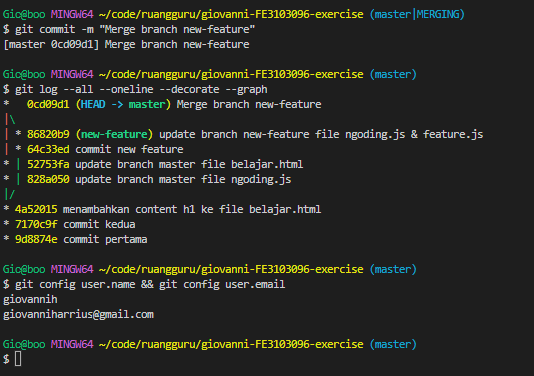 Gio@boo MINGW64 ~/code/ruangguru/giovanni-FE3103096-exercise (master|MERGING)
$ git commit -m "Merge branch new-feature"
[master 0cd09d1] Merge branch new-feature
Gio@boo MINGW64 ~/code/ruangguru/giovanni-FE3103096-exercise (master)
$ git log --all --oneline --decorate --graph
*   0cd09d1 (HEAD -> master) Merge branch new-feature
|\
| * 86820b9 (new-feature) update branch new-feature file ngoding.js & feature.js
| * 64c33ed commit new feature
* | 52753fa update branch master file belajar.html
* | 828a050 update branch master file ngoding.js
|/
* 4a52015 menambahkan content h1 ke file belajar.html
* 7170c9f commit kedua
* 9d8874e commit pertama
Gio@boo MINGW64 ~/code/ruangguru/giovanni-FE3103096-exercise (master)
$ git config user.name && git config user.email
giovannih
giovanniharrius@gmail.com
Gio@boo MINGW64 ~/code/ruangguru/giovanni-FE3103096-exercise (master)
$